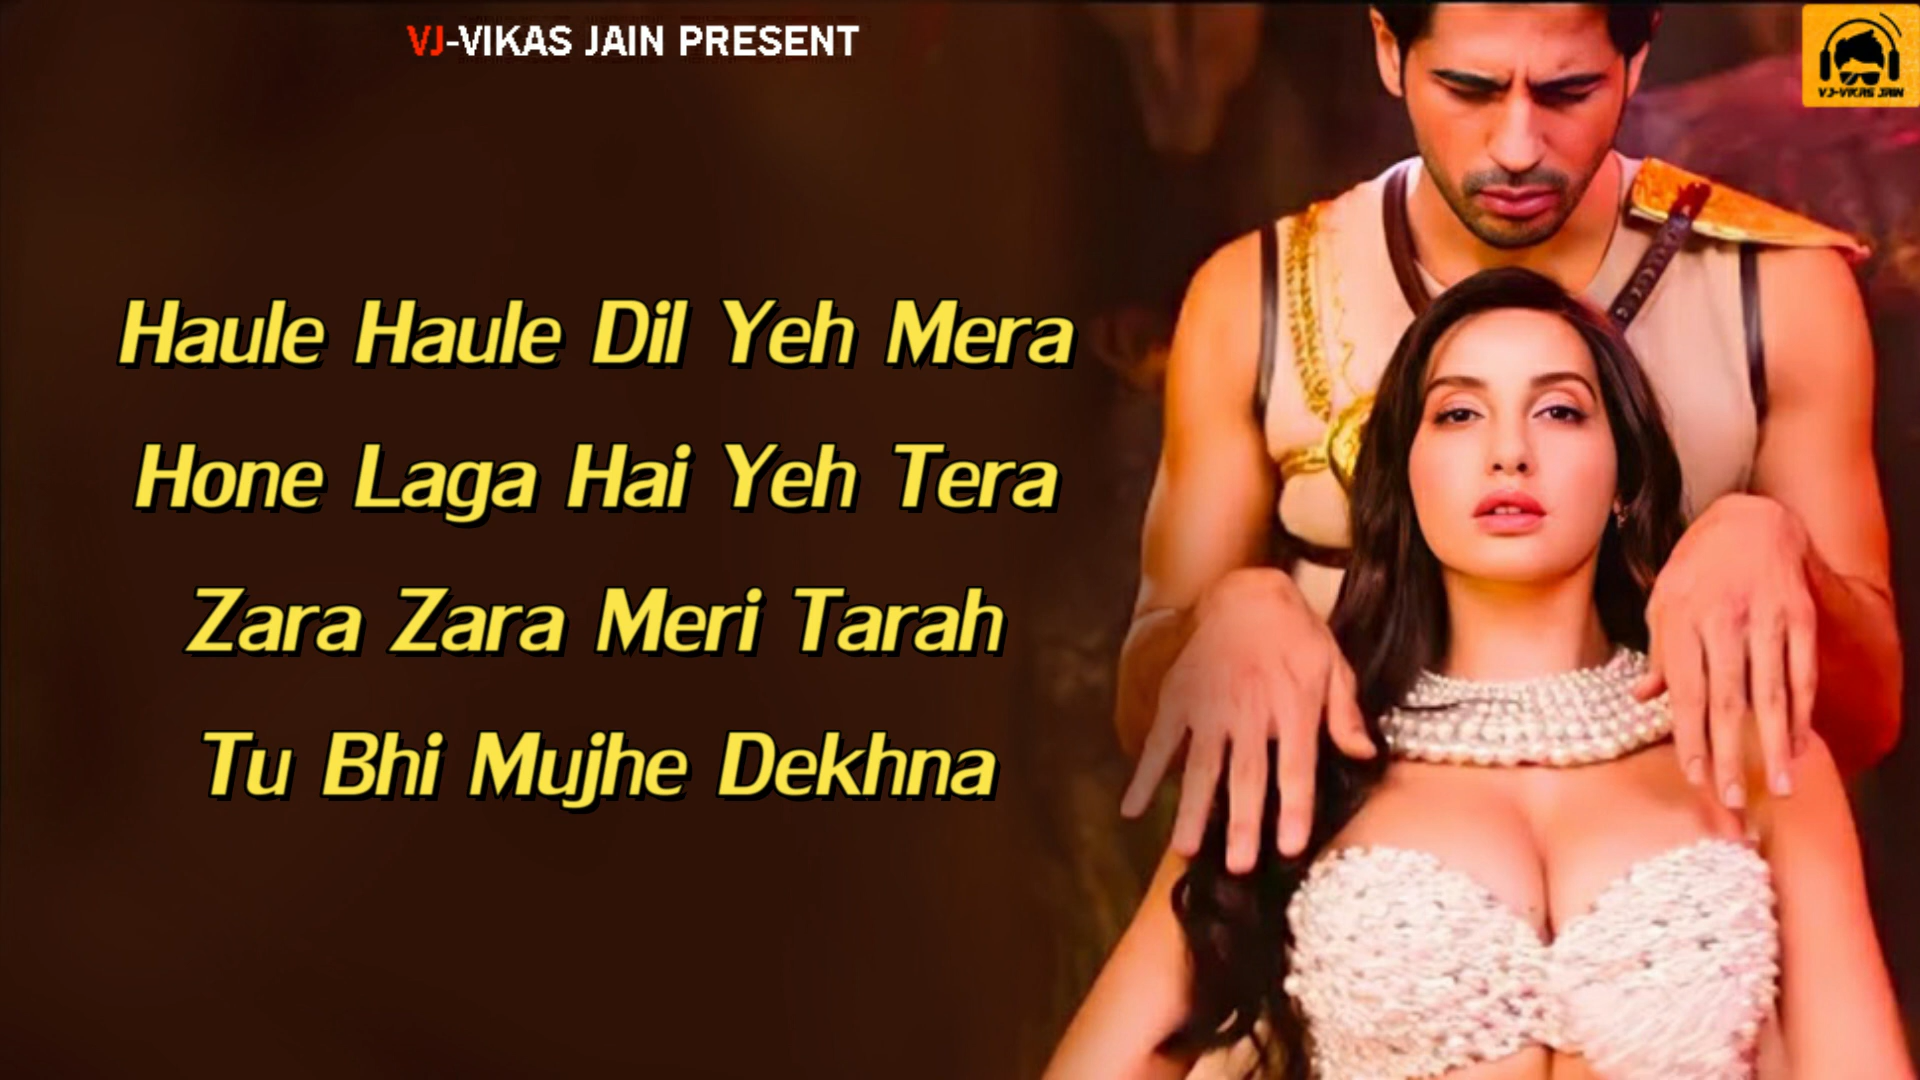 VJ-VIKAS JAIN PRESENT
VJ-VIKAS JAIN
Haule Haule Dil Yeh Mera
Hone Laga Hai Yeh Tera
Zara Zara Meri Tarah
Tu Bhi Mujhe Dekhna